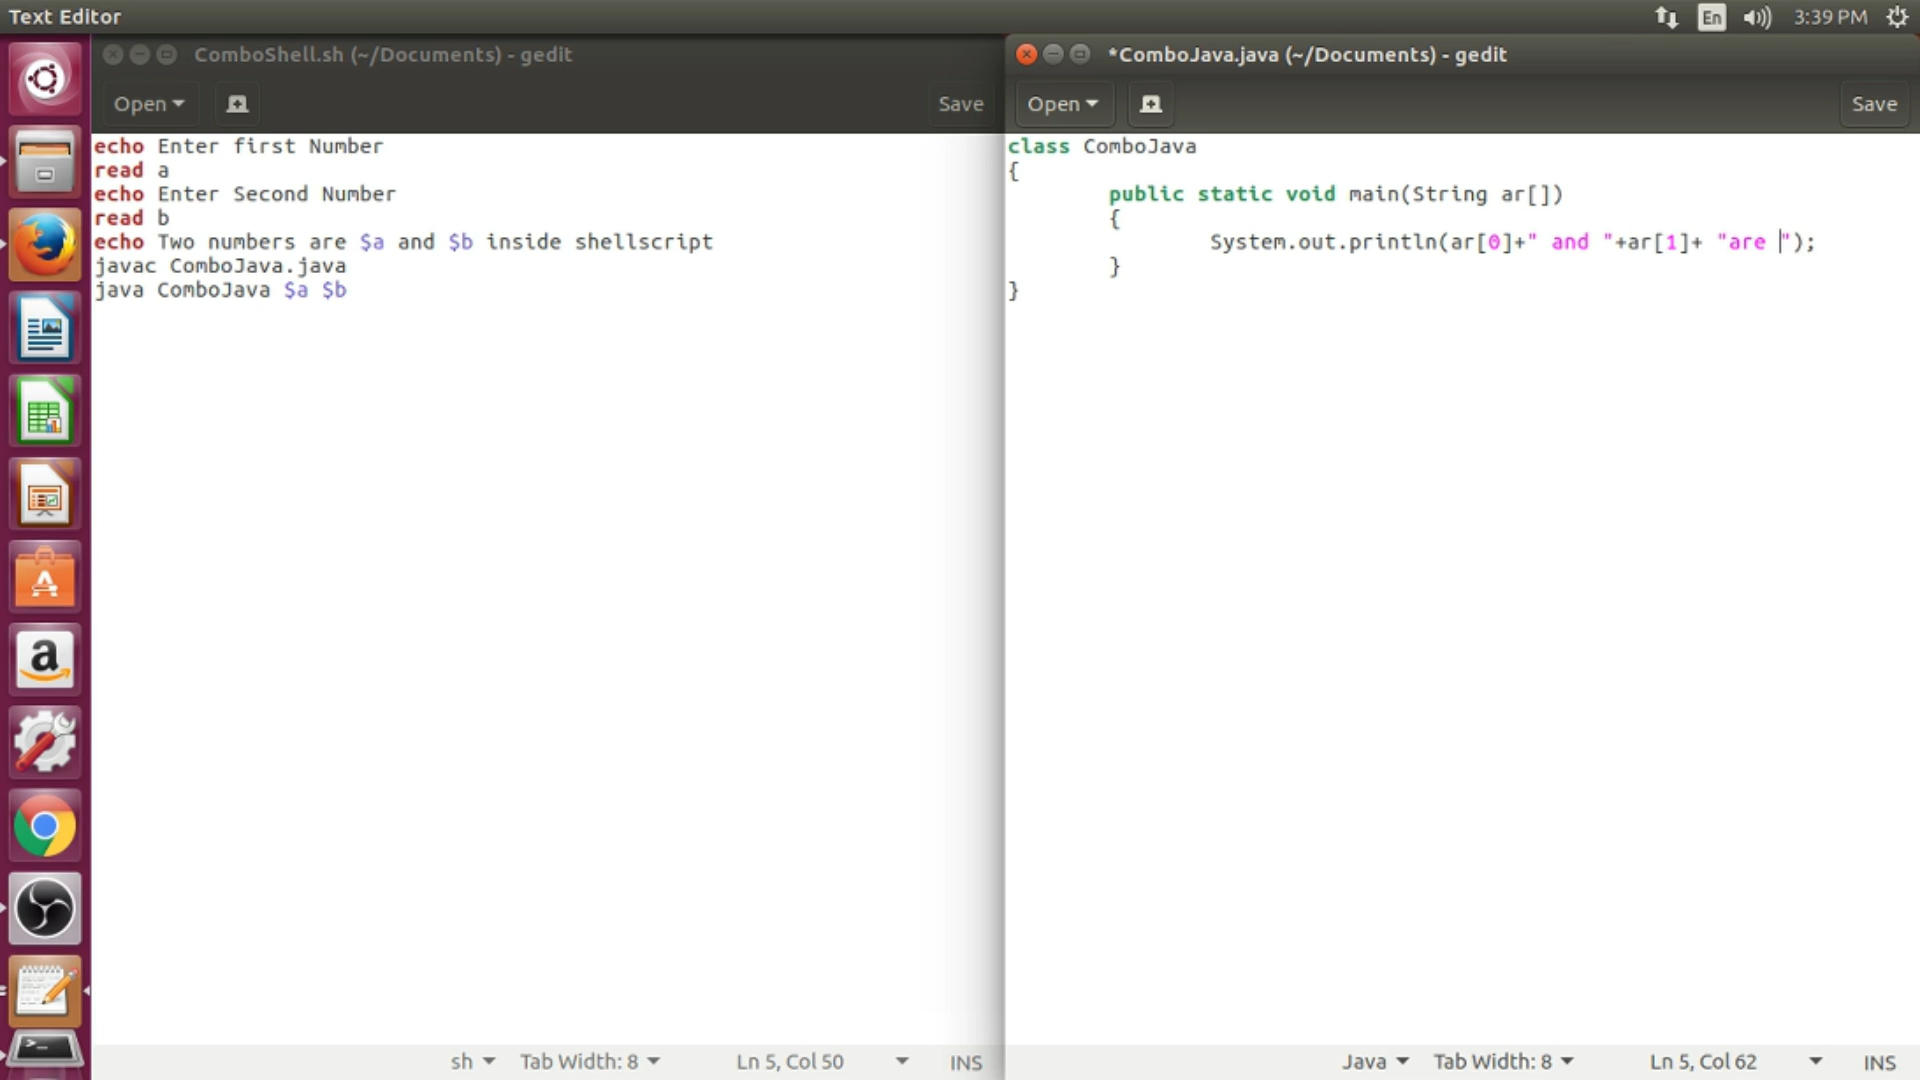 Text Editor
En
3:39 PM
ComboShell.sh (~/Documents) - gedit
Open
Save
echo Enter first Number
read a
echo Enter Second Number
read b
echo Two numbers are $a and $b inside shellscript
javac ComboJava.java
java ComboJava $a $b
sh
Tab Width: 8
Ln 5, Col 50
INS
*ComboJava.java (~/Documents) - gedit
Open
Save
class ComboJava
{
public static void main(String ar[])
{
System.out.println(ar[0]+" and "+ar[1]+ "are ");
}
}
Java
Tab Width: 8
Ln 5, Col 62
INS